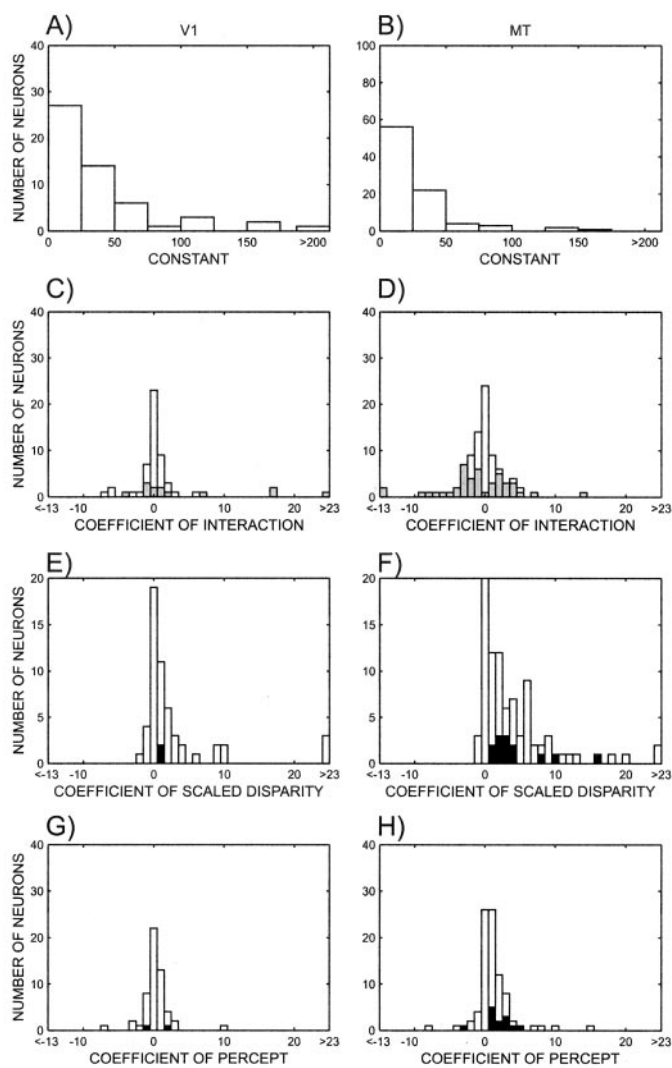 A) V1 B) MT
NUMBER OF NEURONS
40 30 20 10 0
0 50 100 150 >200
CONSTANT
100 80 60 40 20 0
0 50 100 150 >200
CONSTANT
C) D)
NUMBER OF NEURONS
40 30 20 10 0
<-13 -10 0 10 20 >23
COEFFICIENT OF INTERACTION
40 30 20 10 0
<-13 -10 0 10 20 >23
COEFFICIENT OF INTERACTION
E) F)
NUMBER OF NEURONS
20 15 10 5 0
<-13 -10 0 10 20 >23
COEFFICIENT OF SCALED DISPARITY
20 15 10 5 0
<-13 -10 0 10 20 >23
COEFFICIENT OF SCALED DISPARITY
G) H)
NUMBER OF NEURONS
40 30 20 10 0
<-13 -10 0 10 20 >23
COEFFICIENT OF PERCEPT
40 30 20 10 0
<-13 -10 0 10 20 >23
COEFFICIENT OF PERCEPT